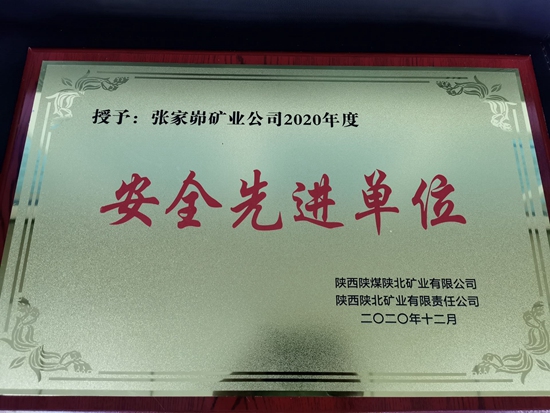 授予：张家峁矿业公司2020年度
安全先进单位
陕西陕煤陕北矿业有限公司
陕西陕北矿业有限责任公司
二〇二〇年十二月